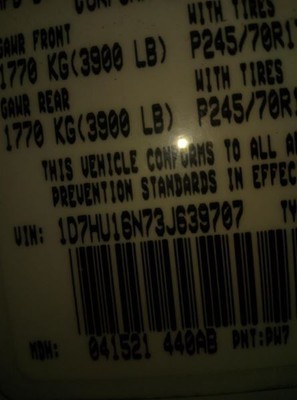 WITH TIRES
GAWR FRONT
1770 KG(3900 LB) P245/70R1
WITH TIRES
GAWR REAR
1770 KG(3900 LB) P245/70R1
THIS VEHICLE CONFORMS TO ALL A
PREVENTION STANDARDS IN EFFEC
VIN: 1D7HU16N73J639707 TY
MDH: 041521 440AB PNT:PW7